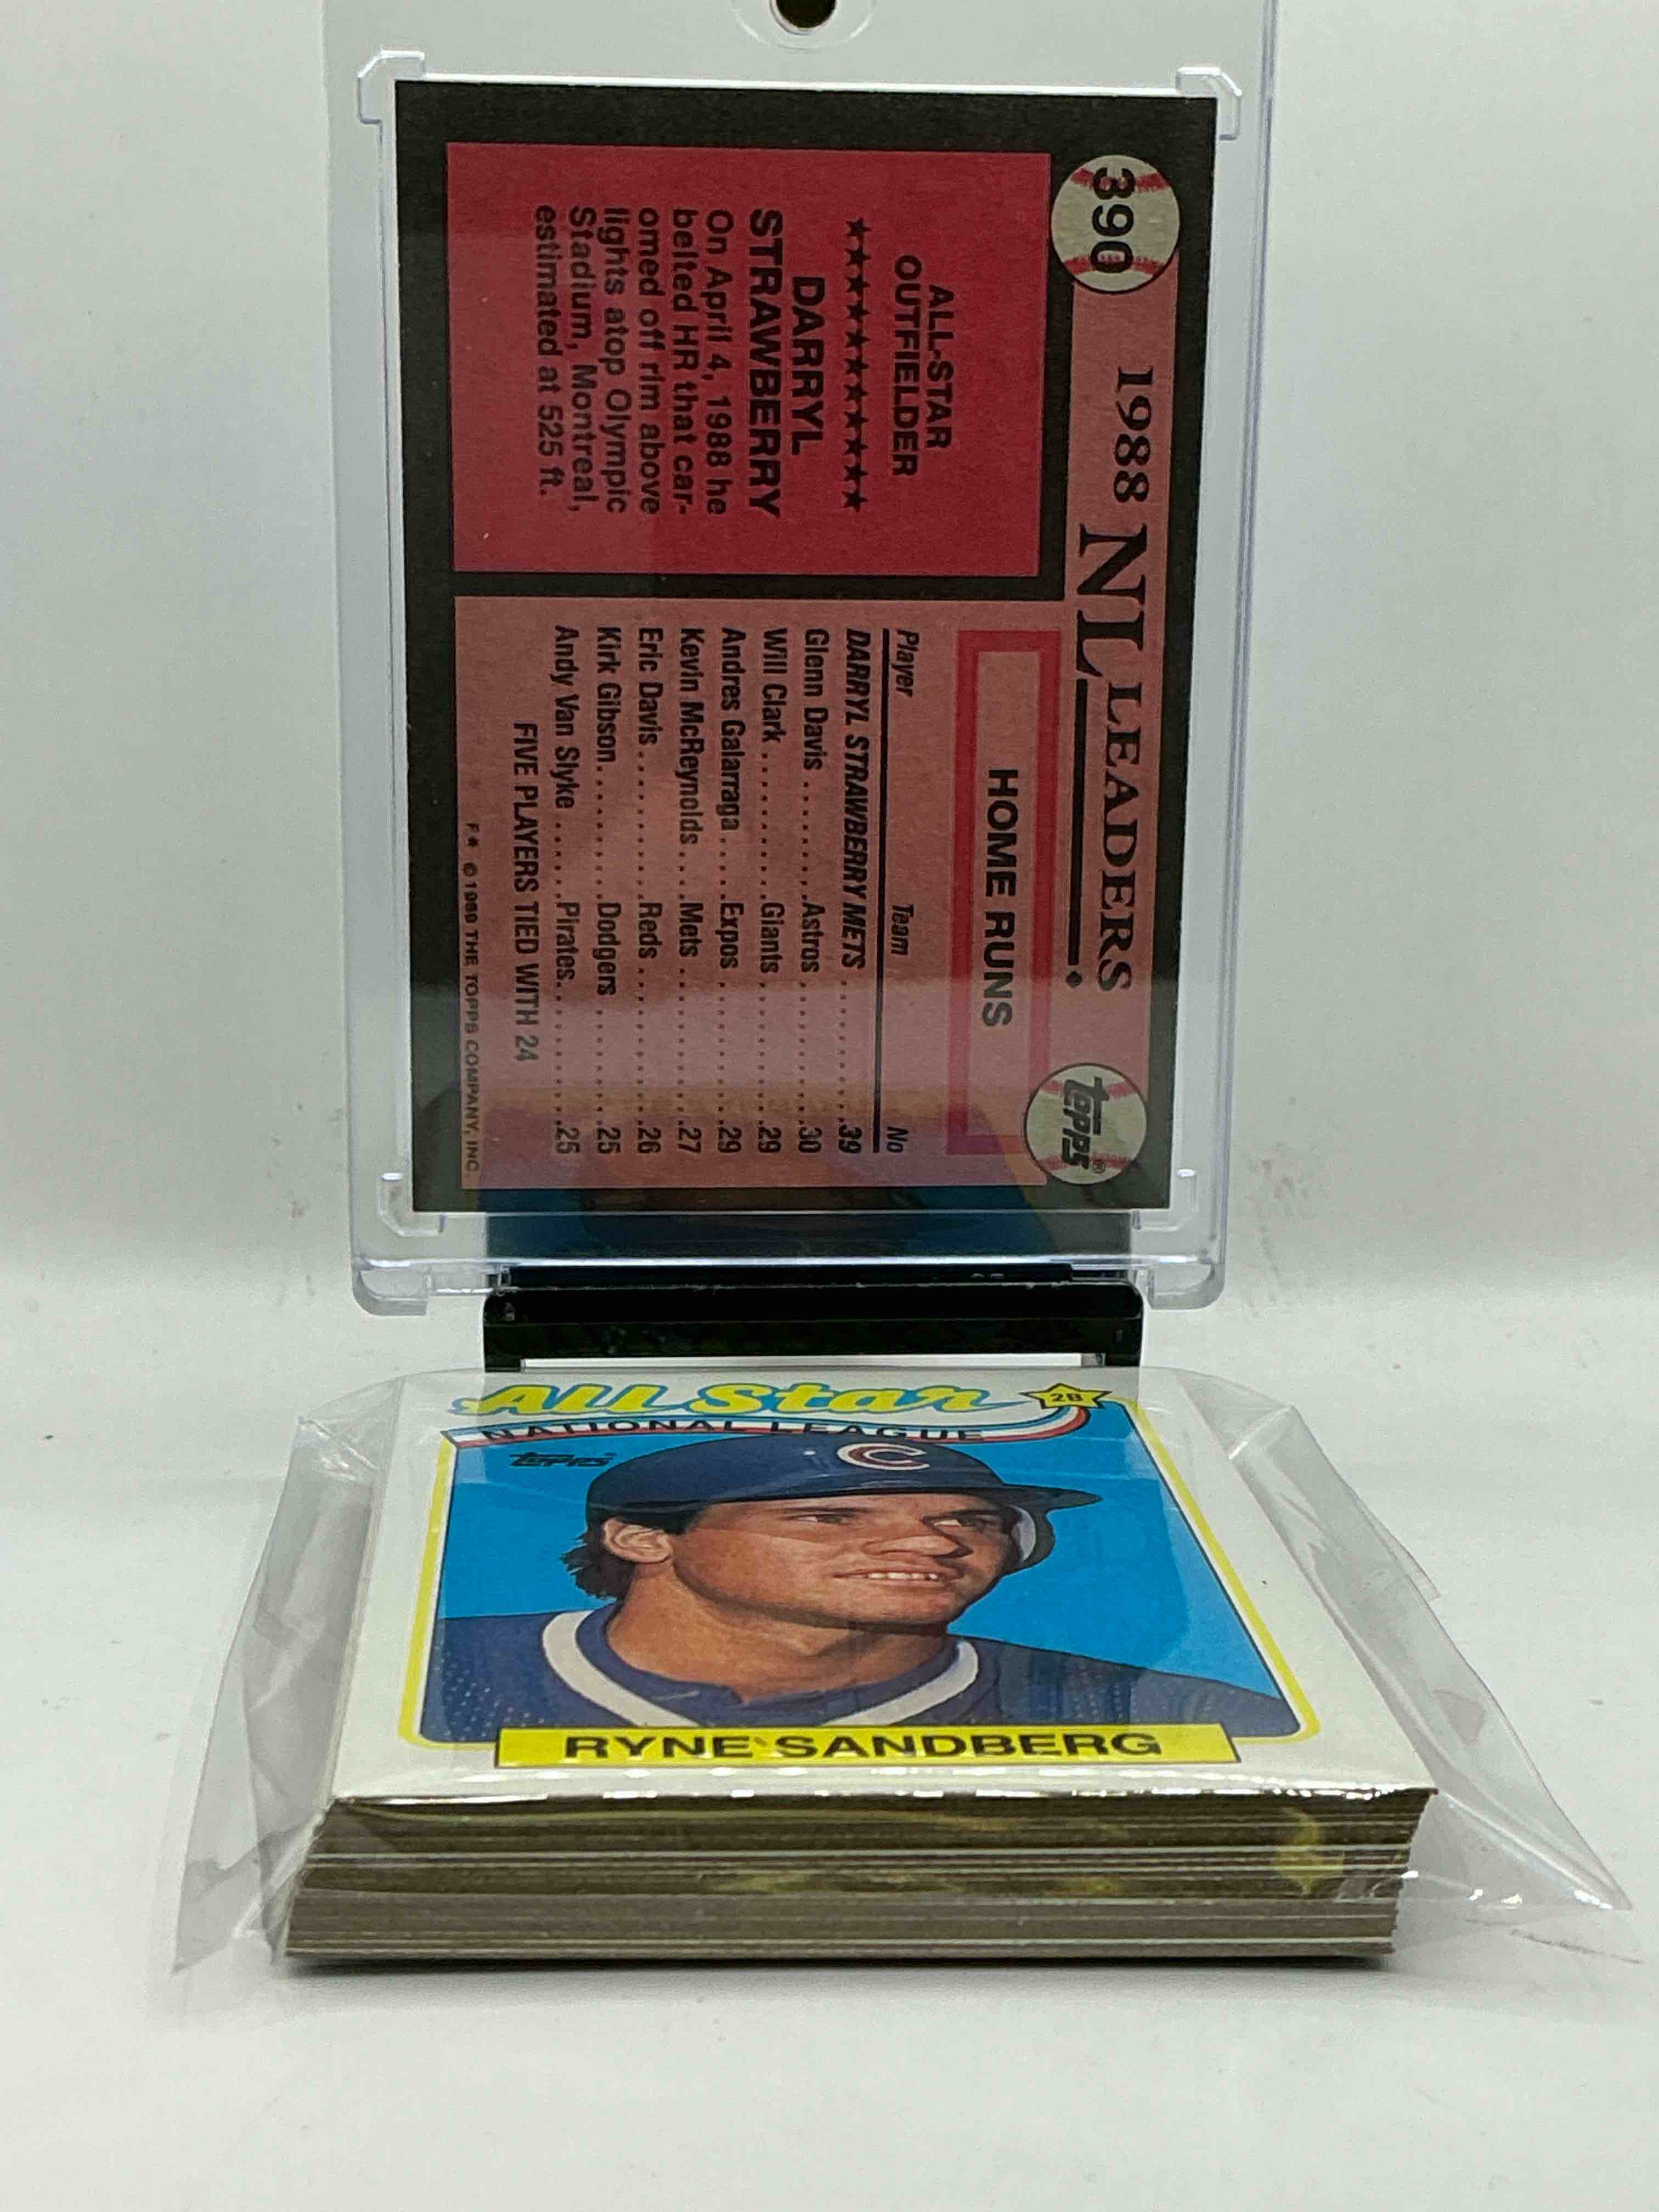 390
1988 NL LEADERS
topps®
ALL-STAR
OUTFIELDER
★★★★★★★★★★
DARRYL
STRAWBERRY
On April 4, 1988 he
belted HR that car-
omed off rim above
lights atop Olympic
Stadium, Montreal,
estimated at 525 ft.
HOME RUNS
Player Team No
DARRYL STRAWBERRY METS .........39
Glenn Davis ........Astros .........30
Will Clark ..........Giants .........29
Andres Galarraga ....Expos .........29
Kevin McReynolds ...Mets ..........27
Eric Davis ..........Reds ...........26
Kirk Gibson..........Dodgers ........25
Andy Van Slyke ......Pirates.........25
FIVE PLAYERS TIED WITH 24
F* © 1989 THE TOPPS COMPANY, INC.
All Star
2B
NATIONAL LEAGUE
topps
RYNE SANDBERG